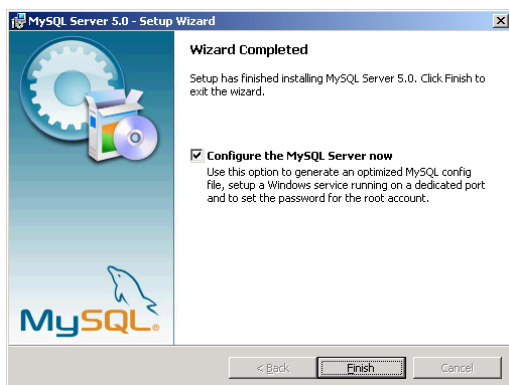 MySQL Server 5.0 - Setup Wizard
Wizard Completed
Setup has finished installing MySQL Server 5.0. Click Finish to
exit the wizard.
Configure the MySQL Server now
Use this option to generate an optimized MySQL config
file, setup a Windows service running on a dedicated port
and to set the password for the root account.
MySQL®
< Back
Finish
Cancel